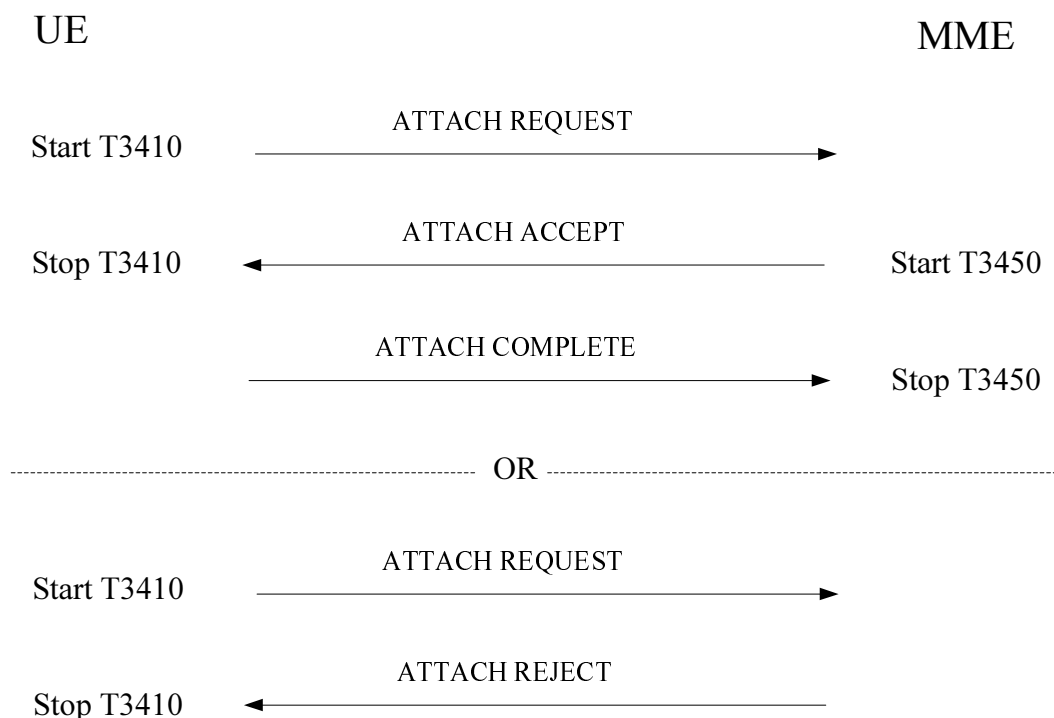 UE
MME
ATTACH REQUEST
Start T3410
ATTACH ACCEPT
Stop T3410
Start T3450
ATTACH COMPLETE
Stop T3450
OR
ATTACH REQUEST
Start T3410
ATTACH REJECT
Stop T3410